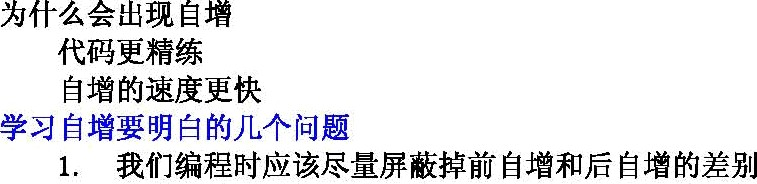 为什么会出现自增
代码更精练
自增的速度更快
学习自增要明白的几个问题
1. 我们编程时应该尽量屏蔽掉前自增和后自增的差别